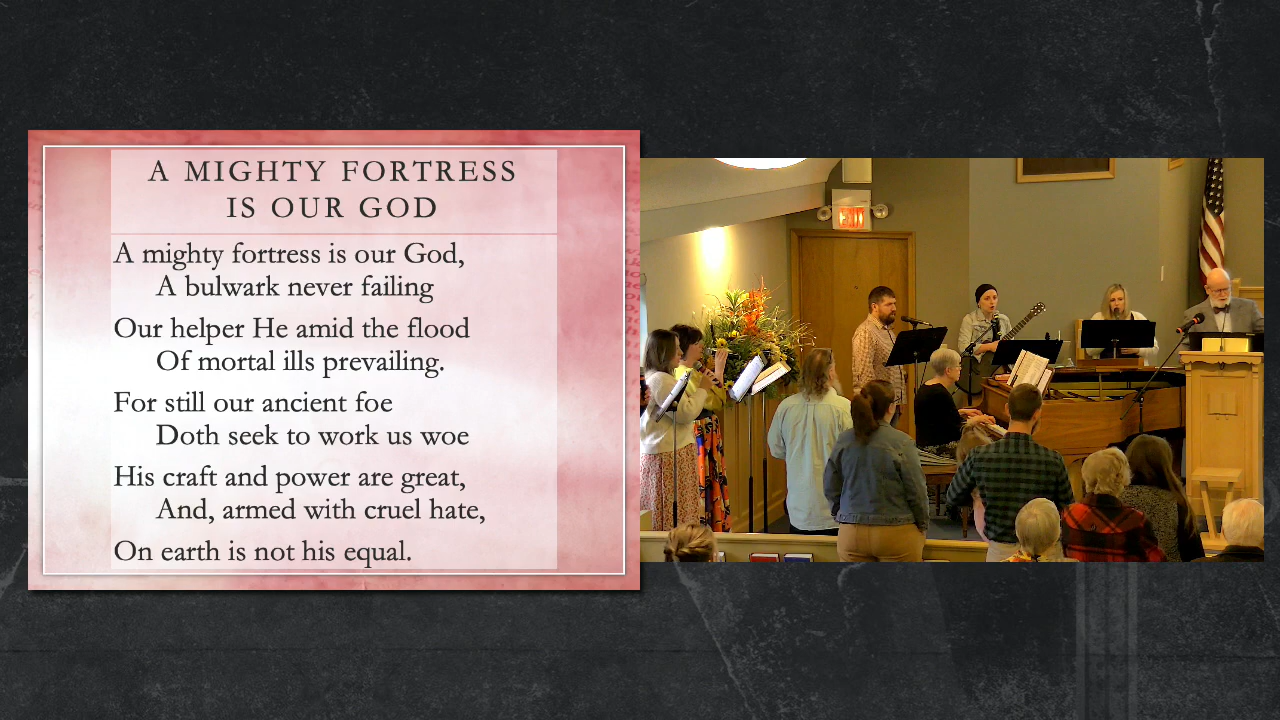 A MIGHTY FORTRESS
IS OUR GOD
A mighty fortress is our God,
A bulwark never failing
Our helper He amid the flood
Of mortal ills prevailing.
For still our ancient foe
Doth seek to work us woe
His craft and power are great,
And, armed with cruel hate,
On earth is not his equal.
EXIT